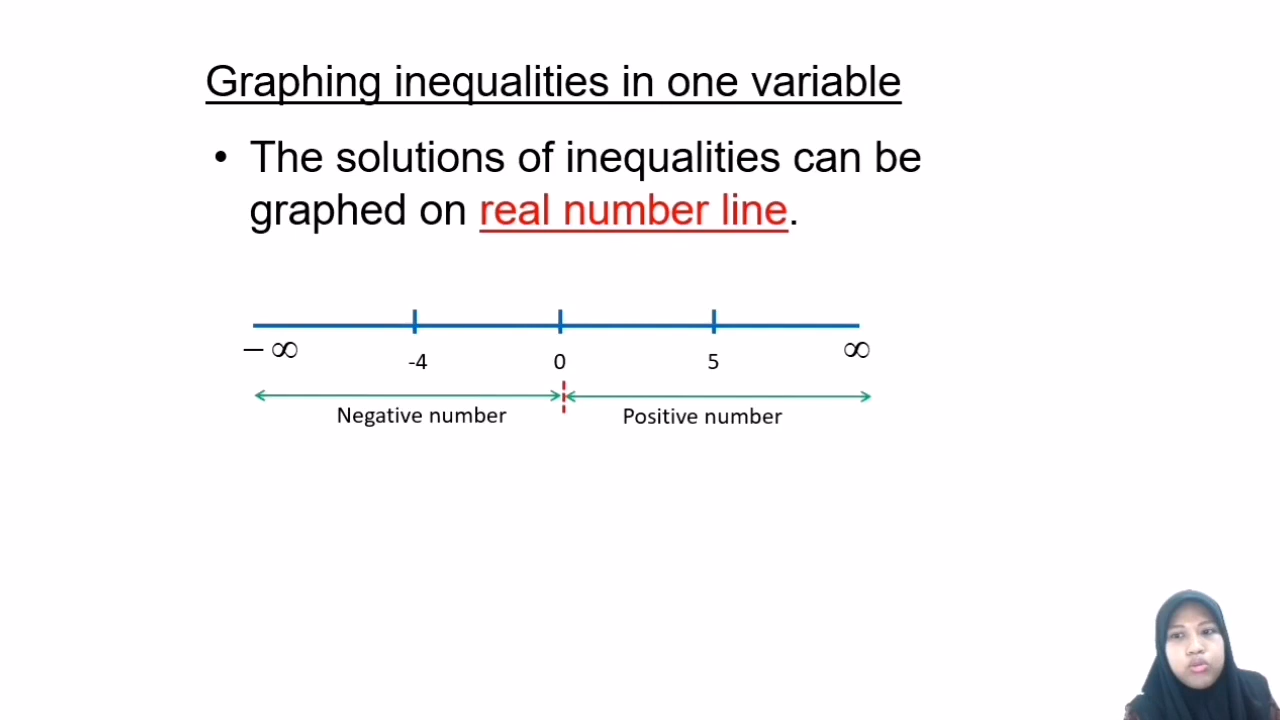 Graphing inequalities in one variable
• The solutions of inequalities can be
graphed on real number line.
− ∞ -4 0 5 ∞
Negative number Positive number